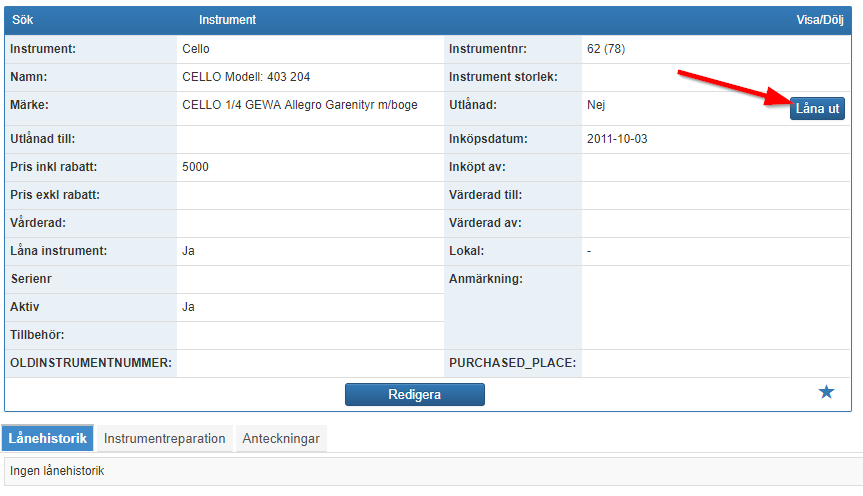 Sök Instrument Visa/Dölj
Instrument: Cello Instrumentnr: 62 (78)
Namn: CELLO Modell: 403 204 Instrument storlek:
Märke: CELLO 1/4 GEWA Allegro Garenityr m/boge Utlånad: Nej Låna ut
Utlånad till: Inköpsdatum: 2011-10-03
Pris inkl rabatt: 5000 Inköpt av:
Pris exkl rabatt: Värderad till:
Vårderad: Värderad av:
Låna instrument: Ja Lokal: -
Serienr Anmärkning:
Aktiv Ja
Tillbehör:
OLDINSTRUMENTNUMMER: PURCHASED_PLACE:
Redigera
Lånehistorik Instrumentreparation Anteckningar
Ingen lånehistorik